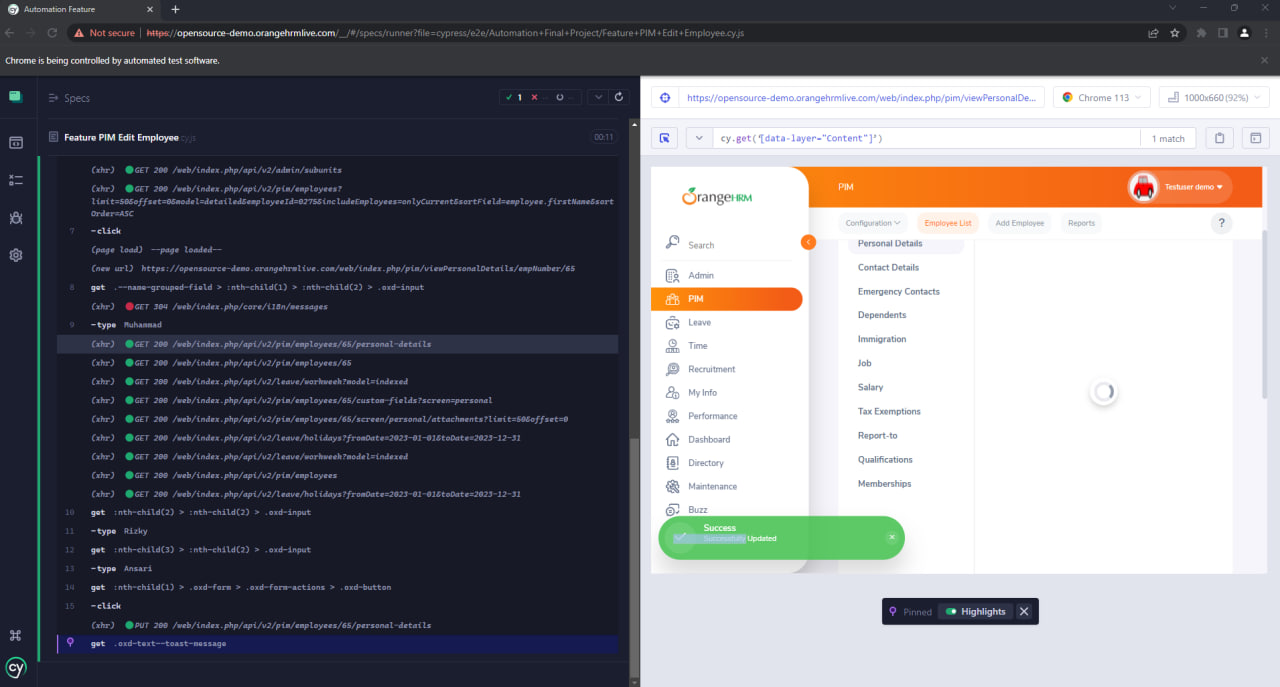 Automation Feature
Not secure
https://opensource-demo.orangehrmlive.com/__/#/specs/runner?file=cypress/e2e/Automation+Final+Project/Feature+PIM+Edit+Employee.cy.js
Chrome is being controlled by automated test software.
Specs
1
--
--
Feature PIM Edit Employee.cy.js
00:11
(xhr) GET 200 /web/index.php/api/v2/admin/subunits
(xhr) GET 200 /web/index.php/api/v2/pim/employees?
limit=50&offset=0&model=detailed&employeeId=0275&includeEmployees=onlyCurrent&sortField=employee.firstName&sort
Order=ASC
7 -click
(page load) --page loaded--
(new url) https://opensource-demo.orangehrmlive.com/web/index.php/pim/viewPersonalDetails/empNumber/65
8 get .--name-grouped-field > :nth-child(1) > :nth-child(2) > .oxd-input
(xhr) GET 304 /web/index.php/core/i18n/messages
9 -type Muhammad
(xhr) GET 200 /web/index.php/api/v2/pim/employees/65/personal-details
(xhr) GET 200 /web/index.php/api/v2/pim/employees/65
(xhr) GET 200 /web/index.php/api/v2/leave/workweek?model=indexed
(xhr) GET 200 /web/index.php/api/v2/pim/employees/65/custom-fields?screen=personal
(xhr) GET 200 /web/index.php/api/v2/pim/employees/65/screen/personal/attachments?limit=50&offset=0
(xhr) GET 200 /web/index.php/api/v2/leave/holidays?fromDate=2023-01-01&toDate=2023-12-31
(xhr) GET 200 /web/index.php/api/v2/leave/workweek?model=indexed
(xhr) GET 200 /web/index.php/api/v2/pim/employees
(xhr) GET 200 /web/index.php/api/v2/leave/holidays?fromDate=2023-01-01&toDate=2023-12-31
10 get :nth-child(2) > :nth-child(2) > .oxd-input
11 -type Rizky
12 get :nth-child(3) > :nth-child(2) > .oxd-input
13 -type Ansari
14 get :nth-child(1) > .oxd-form > .oxd-form-actions > .oxd-button
15 -click
(xhr) PUT 200 /web/index.php/api/v2/pim/employees/65/personal-details
get .oxd-text--toast-message
cy
https://opensource-demo.orangehrmlive.com/web/index.php/pim/viewPersonalDe...
Chrome 113
1000x660 (92%)
cy.get('[data-layer="Content"]')
1 match
OrangeHRM
PIM
Testuser demo
Configuration
Employee List
Add Employee
Reports
?
Search
Admin
PIM
Leave
Time
Recruitment
My Info
Performance
Dashboard
Directory
Maintenance
Buzz
Personal Details
Contact Details
Emergency Contacts
Dependents
Immigration
Job
Salary
Tax Exemptions
Report-to
Qualifications
Memberships
Success
Successfully Updated
Pinned
Highlights